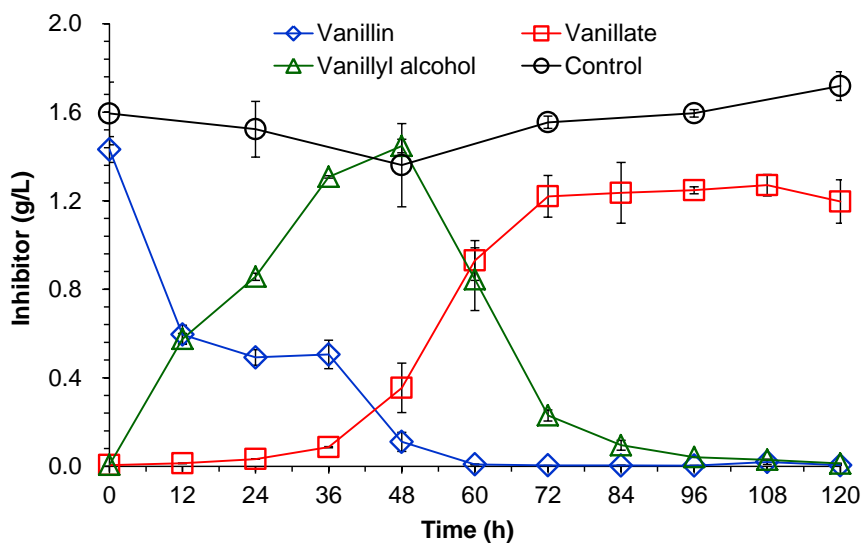 Vanillin Vanillate
Vanillyl alcohol Control
Inhibitor (g/L)
2.0
1.6
1.2
0.8
0.4
0.0
0 12 24 36 48 60 72 84 96 108 120
Time (h)